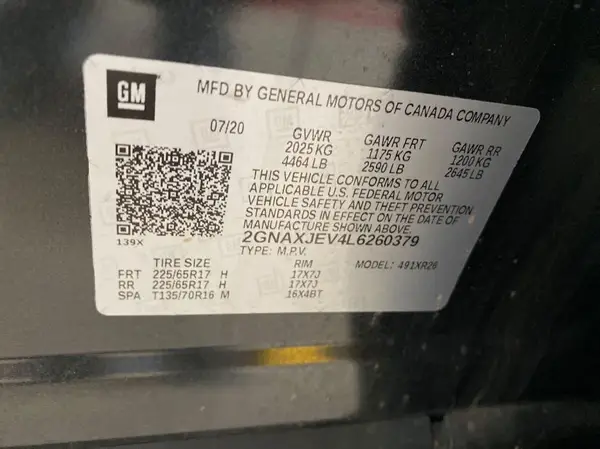 GM
MFD BY GENERAL MOTORS OF CANADA COMPANY
07/20 GVWR GAWR FRT GAWR RR
2025 KG 1175 KG 1200 KG
4464 LB 2590 LB 2645 LB
THIS VEHICLE CONFORMS TO ALL
APPLICABLE U.S. FEDERAL MOTOR
VEHICLE SAFETY AND THEFT PREVENTION
STANDARDS IN EFFECT ON THE DATE OF
MANUFACTURE SHOWN ABOVE.
139X 2GNAXJEV4L6260379
TYPE: M.P.V. MODEL: 491XR26
TIRE SIZE RIM
FRT 225/65R17 H 17X7J
RR 225/65R17 H 17X7J
SPA T135/70R16 M 16X4BT